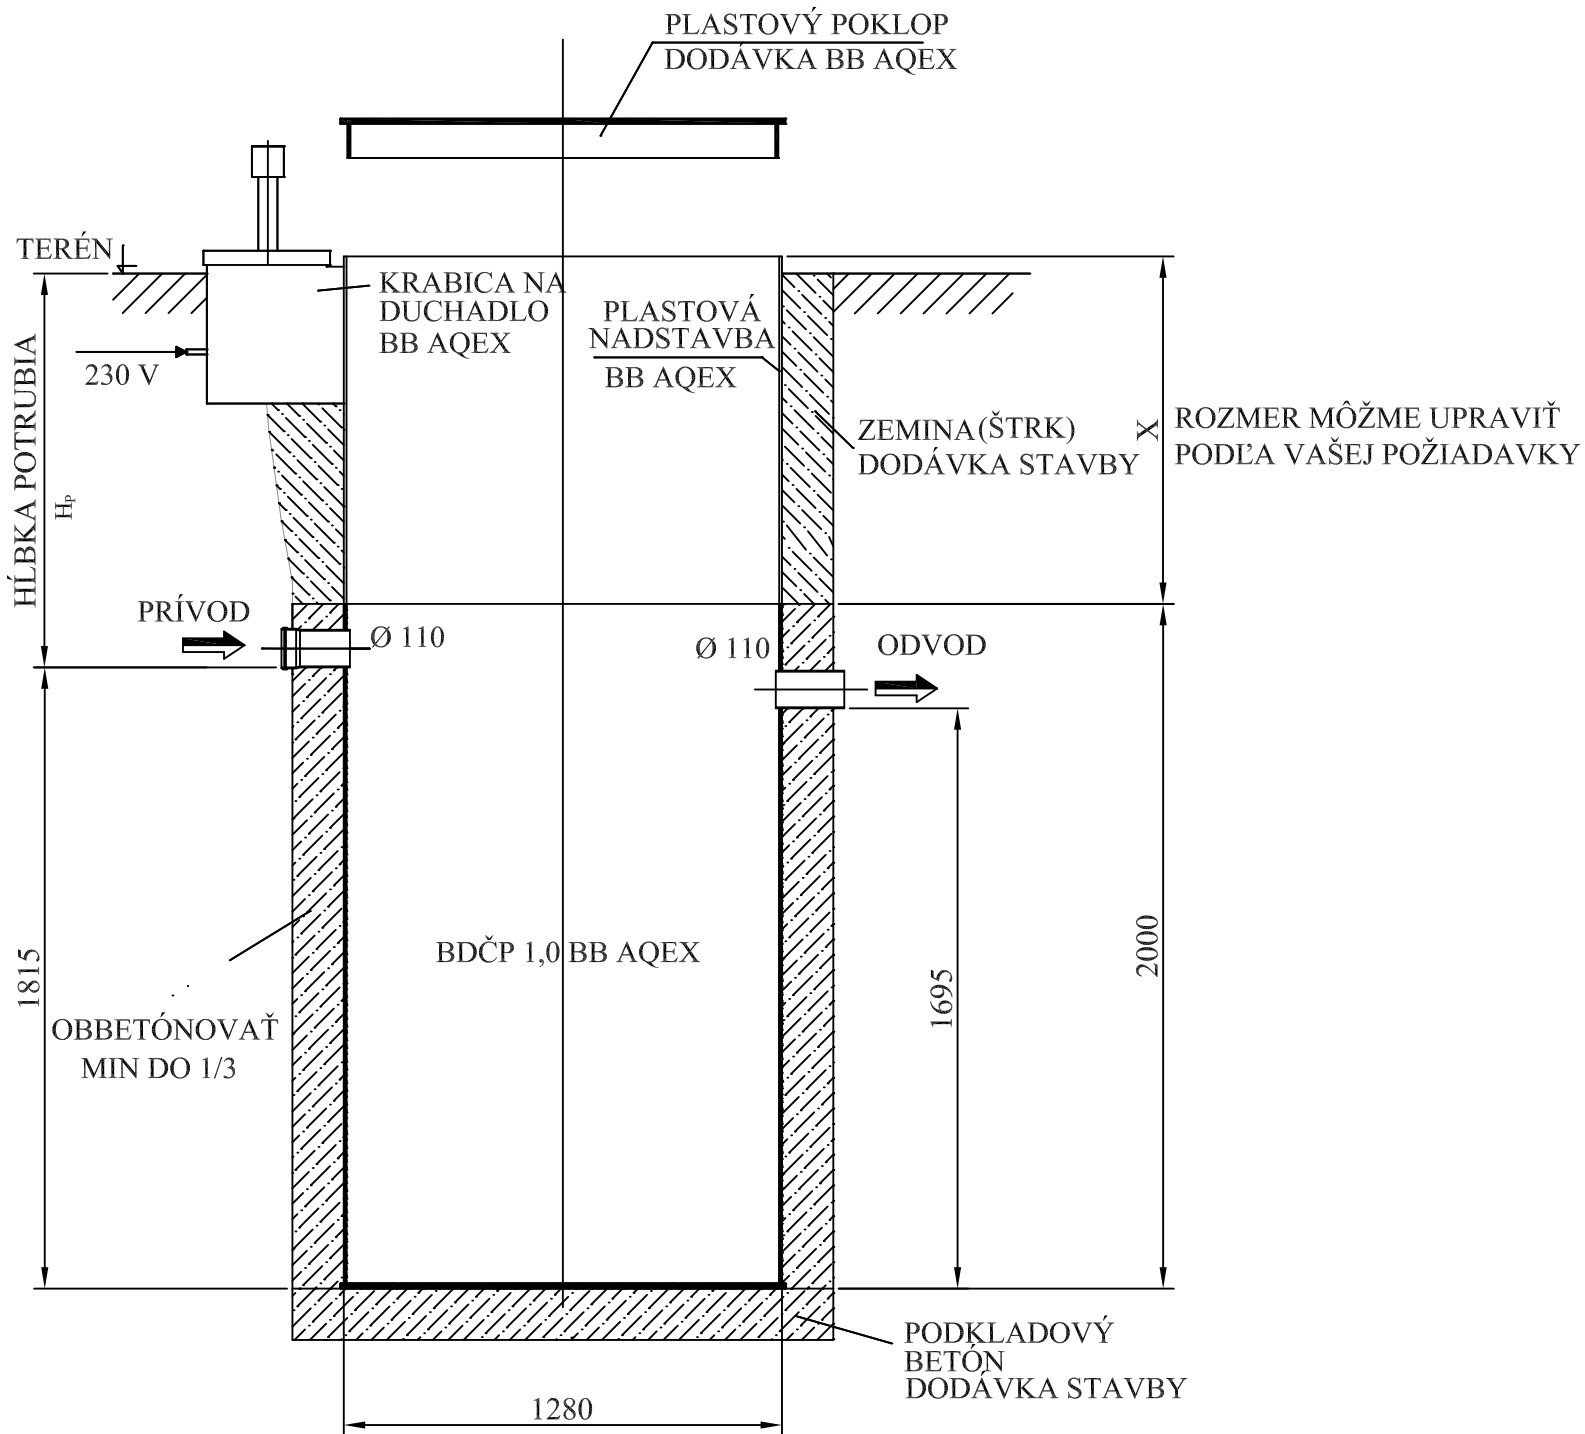 PLASTOVÝ POKLOP
DODÁVKA BB AQEX
TERÉN
KRABICA NA
DUCHADLO
BB AQEX
PLASTOVÁ
NADSTAVBA
BB AQEX
230 V
HĹBKA POTRUBIA
HP
ZEMINA (ŠTRK)
DODÁVKA STAVBY
X
ROZMER MÔŽME UPRAVIŤ
PODĽA VAŠEJ POŽIADAVKY
PRÍVOD
Ø 110
Ø 110
ODVOD
1815
BDČP 1,0 BB AQEX
1695
2000
OBBETÓNOVAŤ
MIN DO 1/3
PODKLADOVÝ
BETÓN
DODÁVKA STAVBY
1280